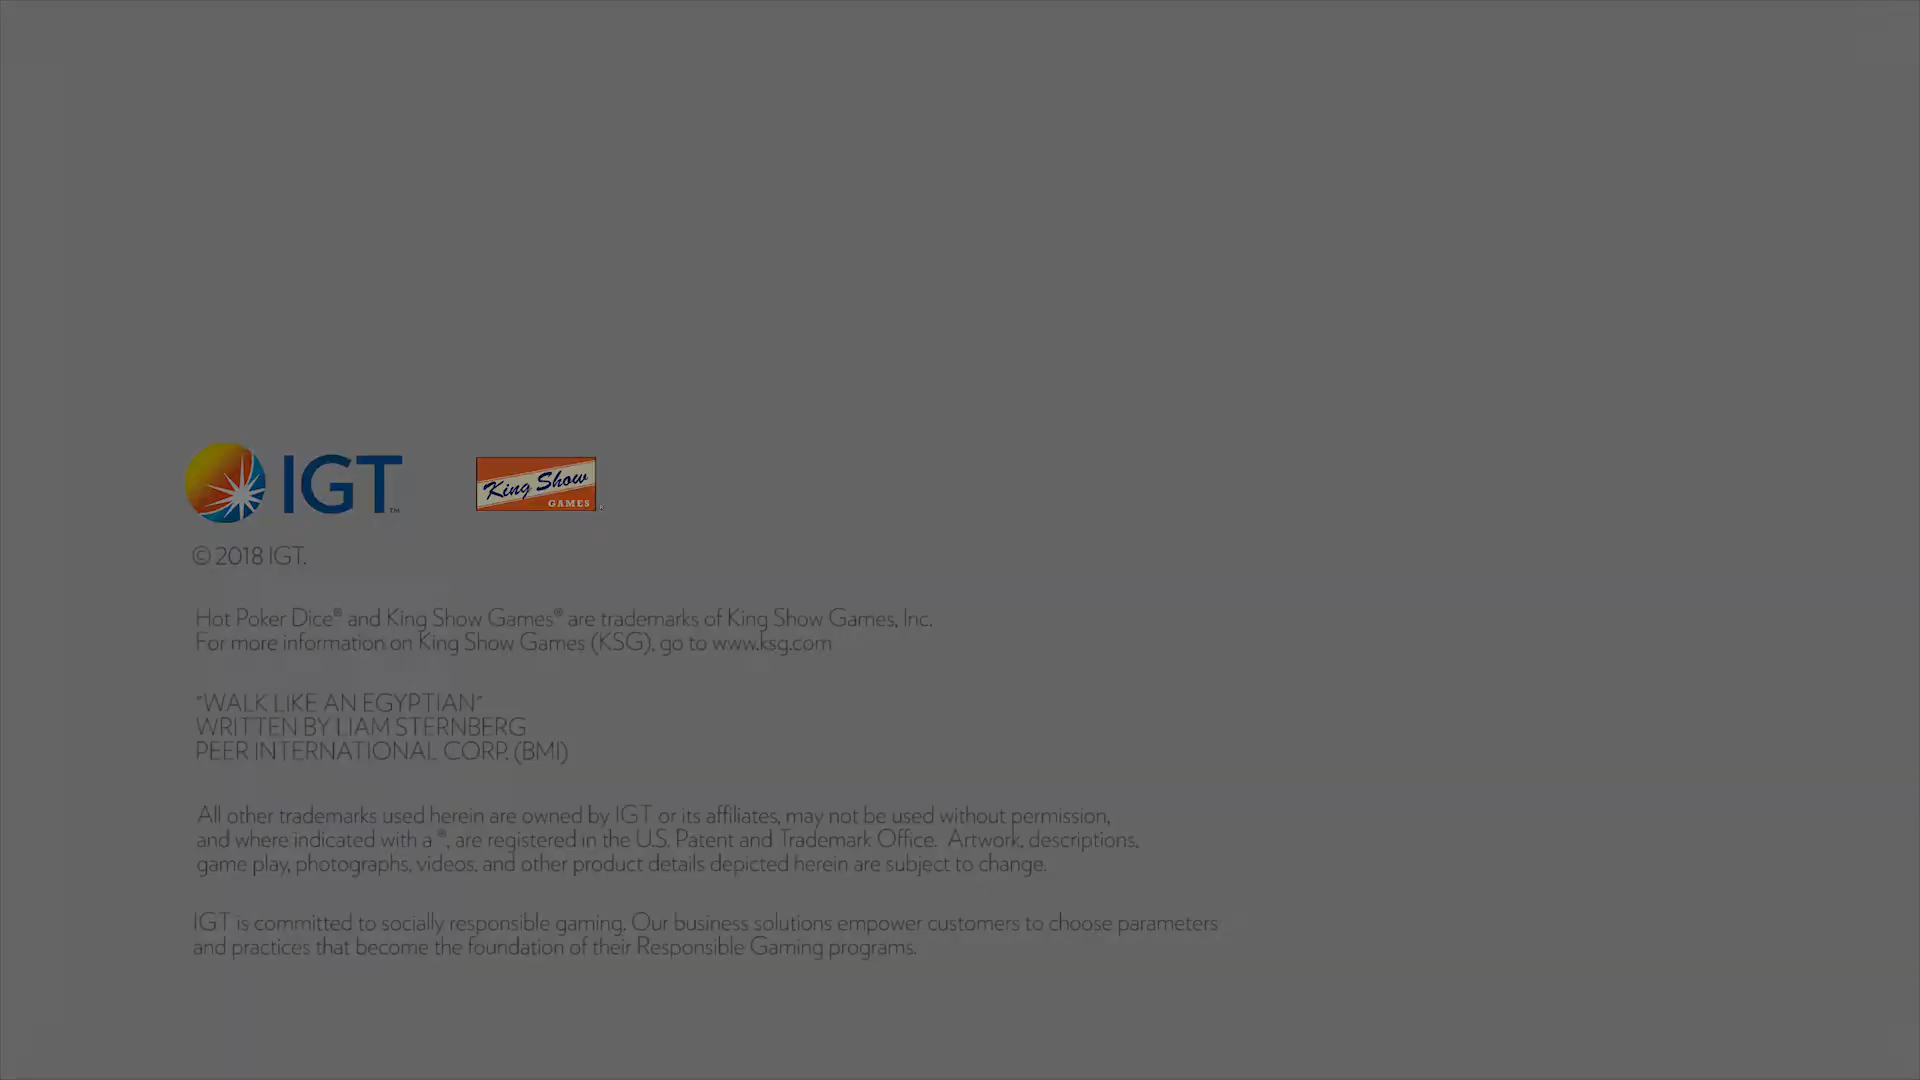 IGT™
King Show
GAMES
© 2018 IGT.
Hot Poker Dice® and King Show Games® are trademarks of King Show Games, Inc.
For more information on King Show Games (KSG), go to www.ksg.com
"WALK LIKE AN EGYPTIAN"
WRITTEN BY LIAM STERNBERG
PEER INTERNATIONAL CORP. (BMI)
All other trademarks used herein are owned by IGT or its affiliates, may not be used without permission,
and where indicated with a ®, are registered in the U.S. Patent and Trademark Office. Artwork, descriptions,
game play, photographs, videos, and other product details depicted herein are subject to change.
IGT is committed to socially responsible gaming. Our business solutions empower customers to choose parameters
and practices that become the foundation of their Responsible Gaming programs.